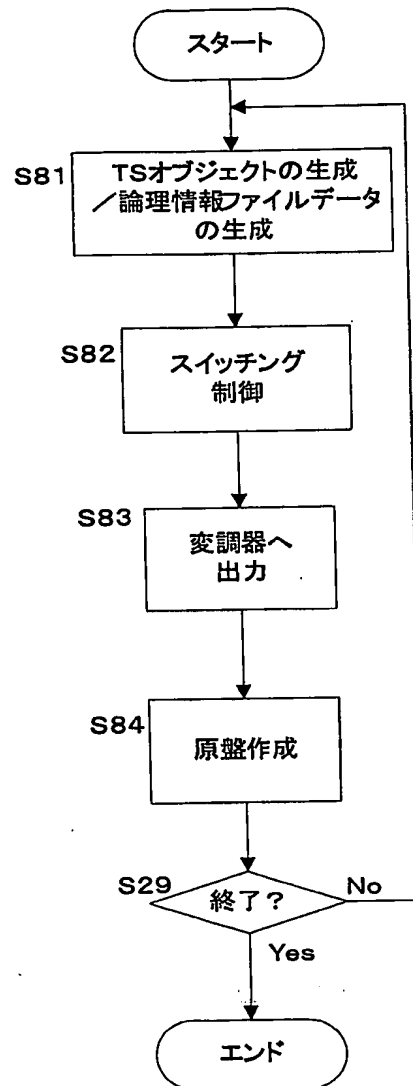 スタート
S81
TSオブジェクトの生成
／論理情報ファイルデータ
の生成
S82
スイッチング
制御
S83
変調器へ
出力
S84
原盤作成
S29
終了？
No
Yes
エンド